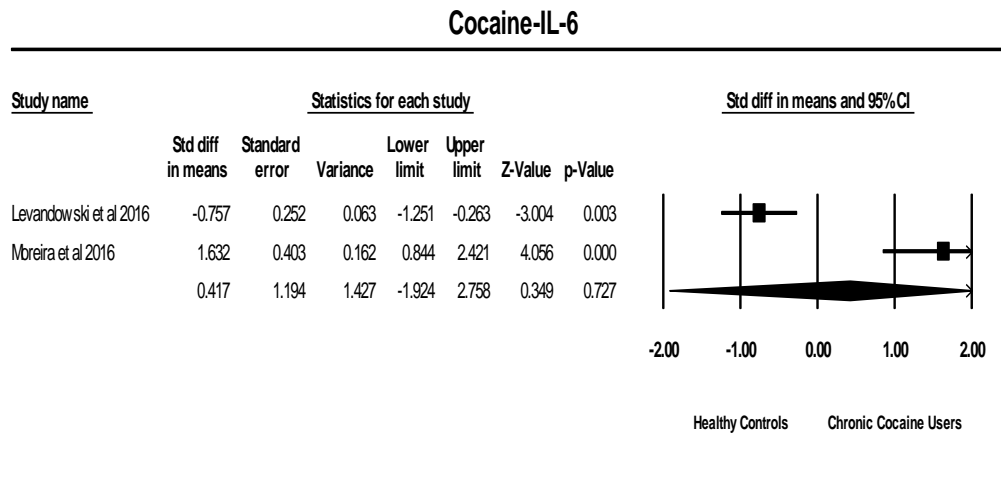 Cocaine-IL-6
Study name Statistics for each study Std diff in means and 95% CI
Std diff Standard Lower Upper
in means error Variance limit limit Z-Value p-Value
Levandowski et al 2016 -0.757 0.252 0.063 -1.251 -0.263 -3.004 0.003
Moreira et al 2016 1.632 0.403 0.162 0.844 2.421 4.056 0.000
0.417 1.194 1.427 -1.924 2.758 0.349 0.727
-2.00 -1.00 0.00 1.00 2.00
Healthy Controls Chronic Cocaine Users